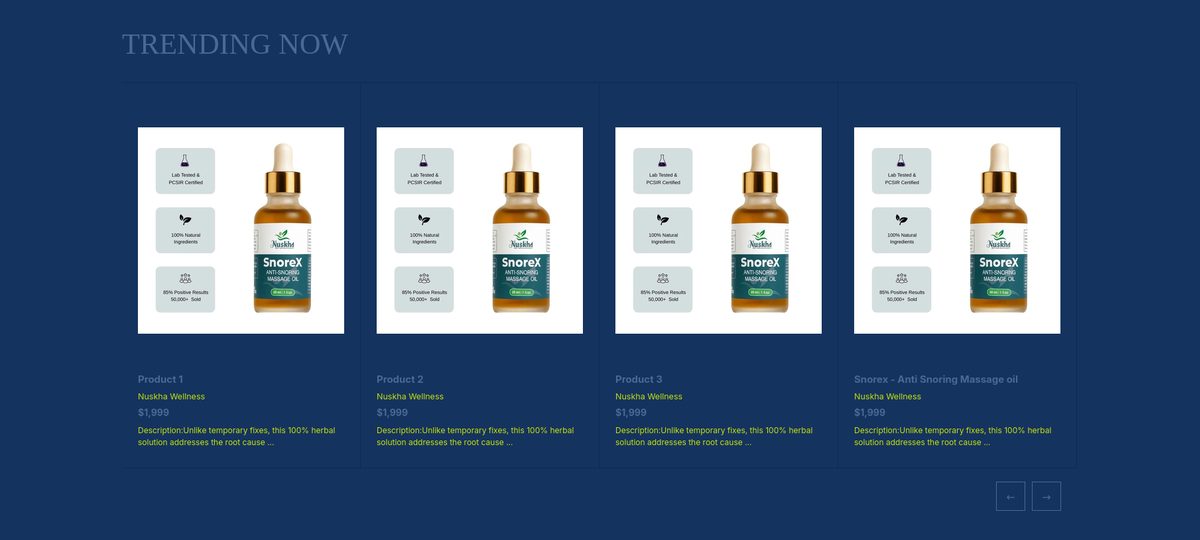 TRENDING NOW
Lab Tested &
PCSIR Certified
100% Natural
Ingredients
85% Positive Results
50,000+ Sold
Nuskha
SnoreX
ANTI-SNORING
MASSAGE OIL
Lab Tested &
PCSIR Certified
100% Natural
Ingredients
85% Positive Results
50,000+ Sold
Nuskha
SnoreX
ANTI-SNORING
MASSAGE OIL
Lab Tested &
PCSIR Certified
100% Natural
Ingredients
85% Positive Results
50,000+ Sold
Nuskha
SnoreX
ANTI-SNORING
MASSAGE OIL
Lab Tested &
PCSIR Certified
100% Natural
Ingredients
85% Positive Results
50,000+ Sold
Nuskha
SnoreX
ANTI-SNORING
MASSAGE OIL
Product 1
Nuskha Wellness
$1,999
Description:Unlike temporary fixes, this 100% herbal
solution addresses the root cause ...
Product 2
Nuskha Wellness
$1,999
Description:Unlike temporary fixes, this 100% herbal
solution addresses the root cause ...
Product 3
Nuskha Wellness
$1,999
Description:Unlike temporary fixes, this 100% herbal
solution addresses the root cause ...
Snorex - Anti Snoring Massage oil
Nuskha Wellness
$1,999
Description:Unlike temporary fixes, this 100% herbal
solution addresses the root cause ...